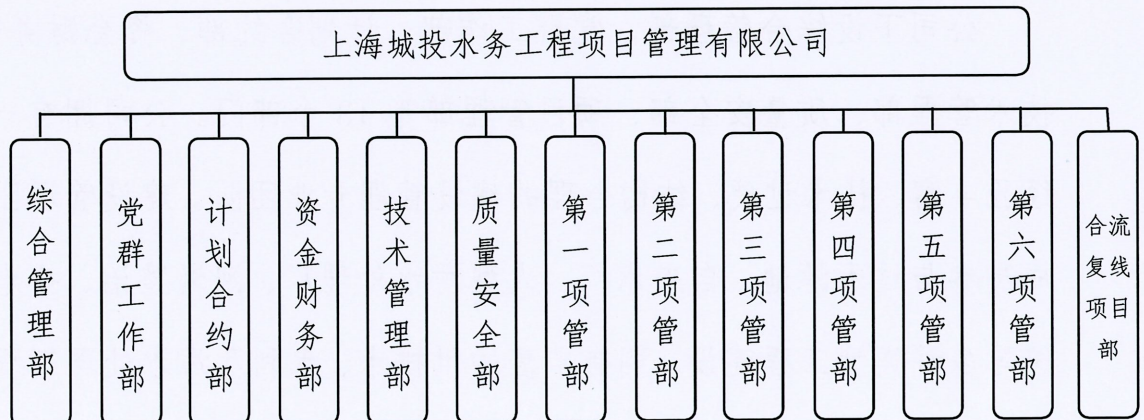 上海城投水务工程项目管理有限公司
综合管理部
党群工作部
计划合约部
资金财务部
技术管理部
质量安全部
第一项管部
第二项管部
第三项管部
第四项管部
第五项管部
第六项管部
合流
复线
项目
部